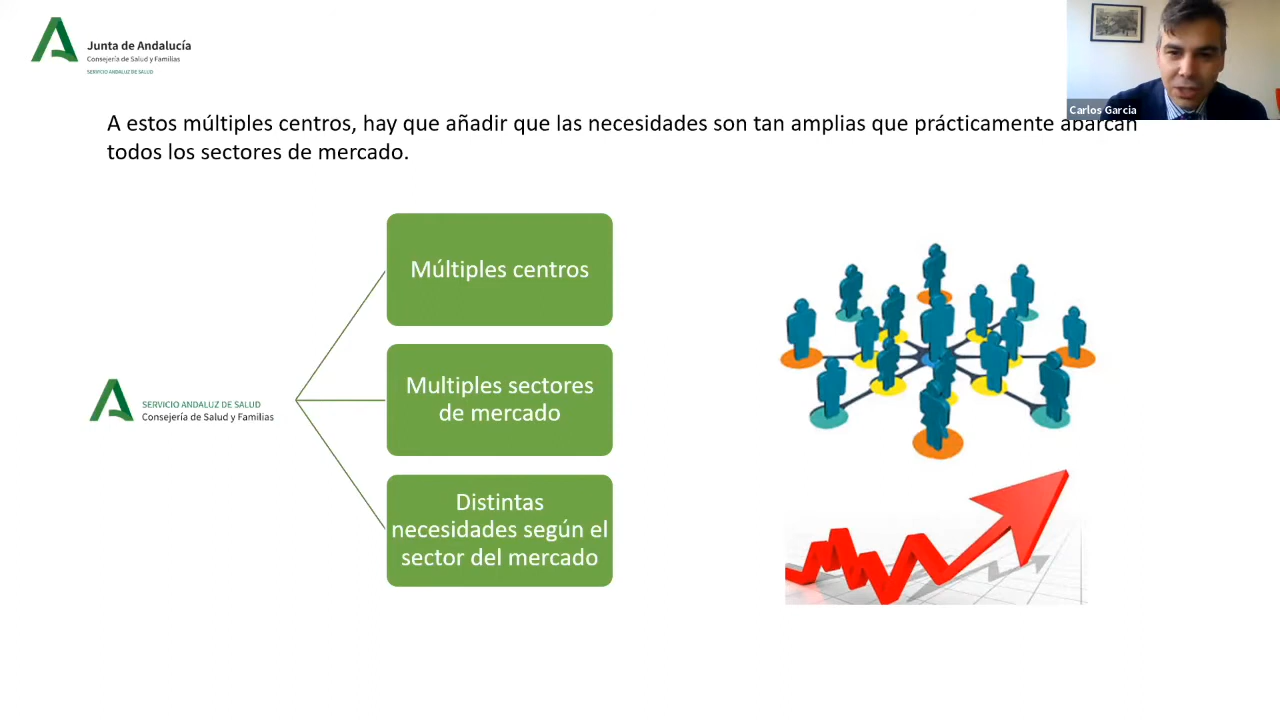 Junta de Andalucía
Consejería de Salud y Familias
SERVICIO ANDALUZ DE SALUD
Carlos Garcia
A estos múltiples centros, hay que añadir que las necesidades son tan amplias que prácticamente abarcan
todos los sectores de mercado.
Múltiples centros
Multiples sectores
de mercado
SERVICIO ANDALUZ DE SALUD
Consejería de Salud y Familias
Distintas
necesidades según el
sector del mercado